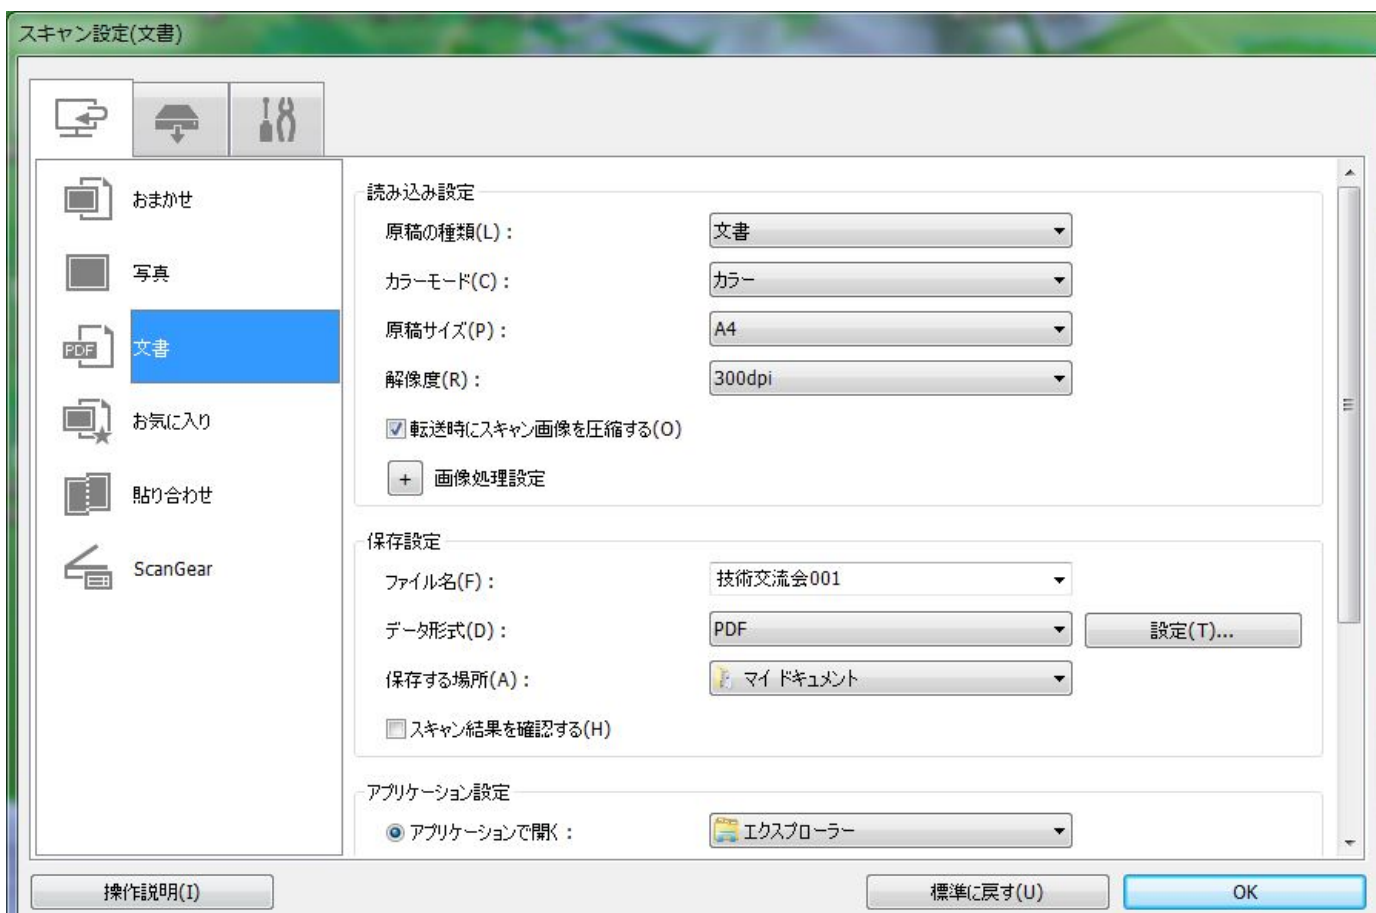 スキャン設定(文書)
おまかせ
写真
PDF
文書
お気に入り
貼り合わせ
ScanGear
読み込み設定
原稿の種類(L)： 文書
カラーモード(C)： カラー
原稿サイズ(P)： A4
解像度(R)： 300dpi
転送時にスキャン画像を圧縮する(O)
+ 画像処理設定
保存設定
ファイル名(F)： 技術交流会001
データ形式(D)： PDF 設定(T)...
保存する場所(A)： マイ ドキュメント
スキャン結果を確認する(H)
アプリケーション設定
アプリケーションで開く： エクスプローラー
操作説明(I) 標準に戻す(U) OK